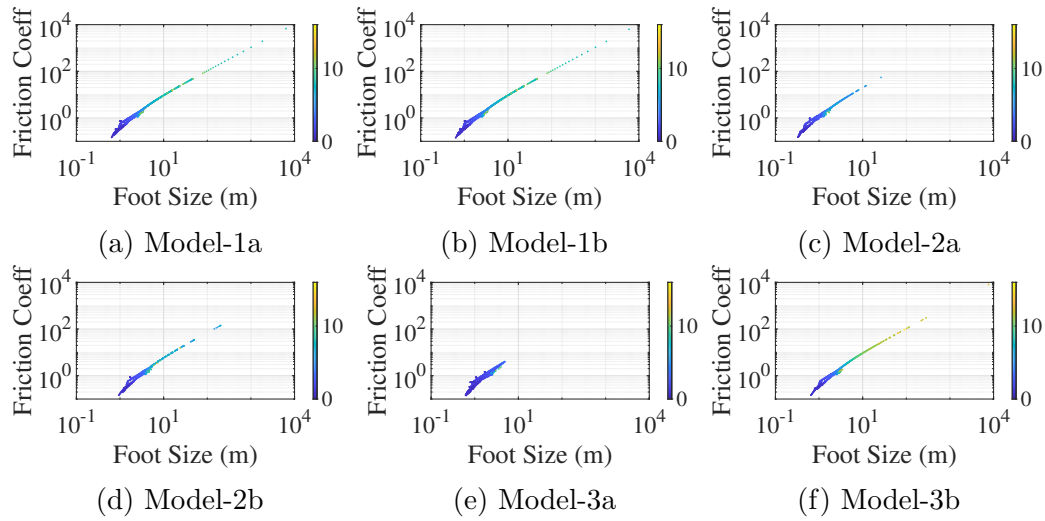 Friction Coeff
10^4
10^2
10^0
10^-1
10^1
10^4
10
0
Foot Size (m)
(a) Model-1a
Friction Coeff
10^4
10^2
10^0
10^-1
10^1
10^4
10
0
Foot Size (m)
(b) Model-1b
Friction Coeff
10^4
10^2
10^0
10^-1
10^1
10^4
10
0
Foot Size (m)
(c) Model-2a
Friction Coeff
10^4
10^2
10^0
10^-1
10^1
10^4
10
0
Foot Size (m)
(d) Model-2b
Friction Coeff
10^4
10^2
10^0
10^-1
10^1
10^4
10
0
Foot Size (m)
(e) Model-3a
Friction Coeff
10^4
10^2
10^0
10^-1
10^1
10^4
10
0
Foot Size (m)
(f) Model-3b